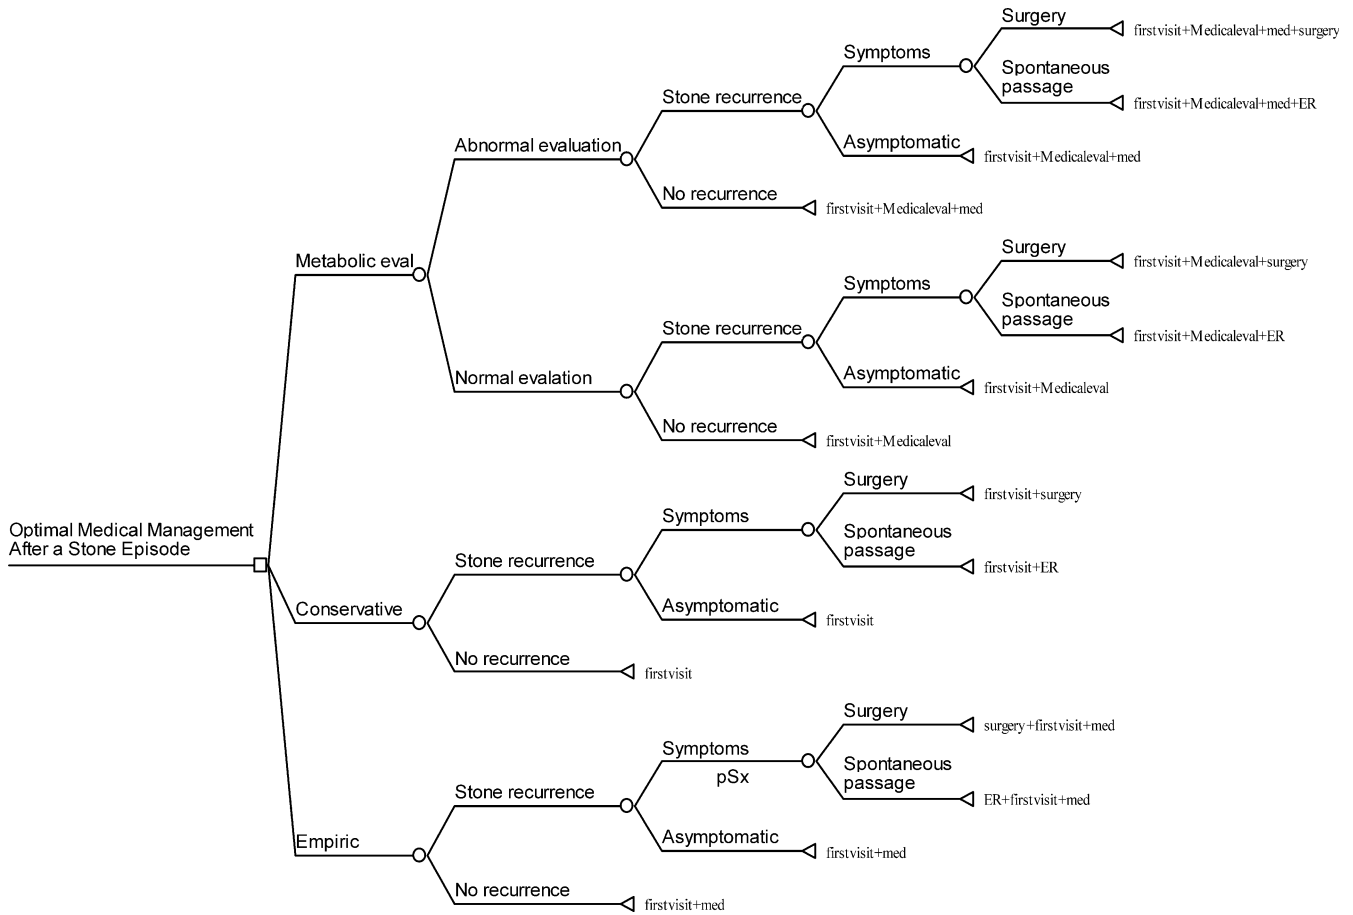 Surgery
firstvisit+Medicaleval+med+surgery
Symptoms
Spontaneous
passage
firstvisit+Medicaleval+med+ER
Stone recurrence
Asymptomatic
firstvisit+Medicaleval+med
Abnormal evaluation
No recurrence
firstvisit+Medicaleval+med
Metabolic eval
Surgery
firstvisit+Medicaleval+surgery
Symptoms
Spontaneous
passage
firstvisit+Medicaleval+ER
Stone recurrence
Asymptomatic
firstvisit+Medicaleval
Normal evalation
No recurrence
firstvisit+Medicaleval
Optimal Medical Management
After a Stone Episode
Surgery
firstvisit+surgery
Symptoms
Spontaneous
passage
firstvisit+ER
Stone recurrence
Asymptomatic
firstvisit
Conservative
No recurrence
firstvisit
Surgery
surgery+firstvisit+med
Symptoms
pSx
Spontaneous
passage
ER+firstvisit+med
Stone recurrence
Asymptomatic
firstvisit+med
Empiric
No recurrence
firstvisit+med